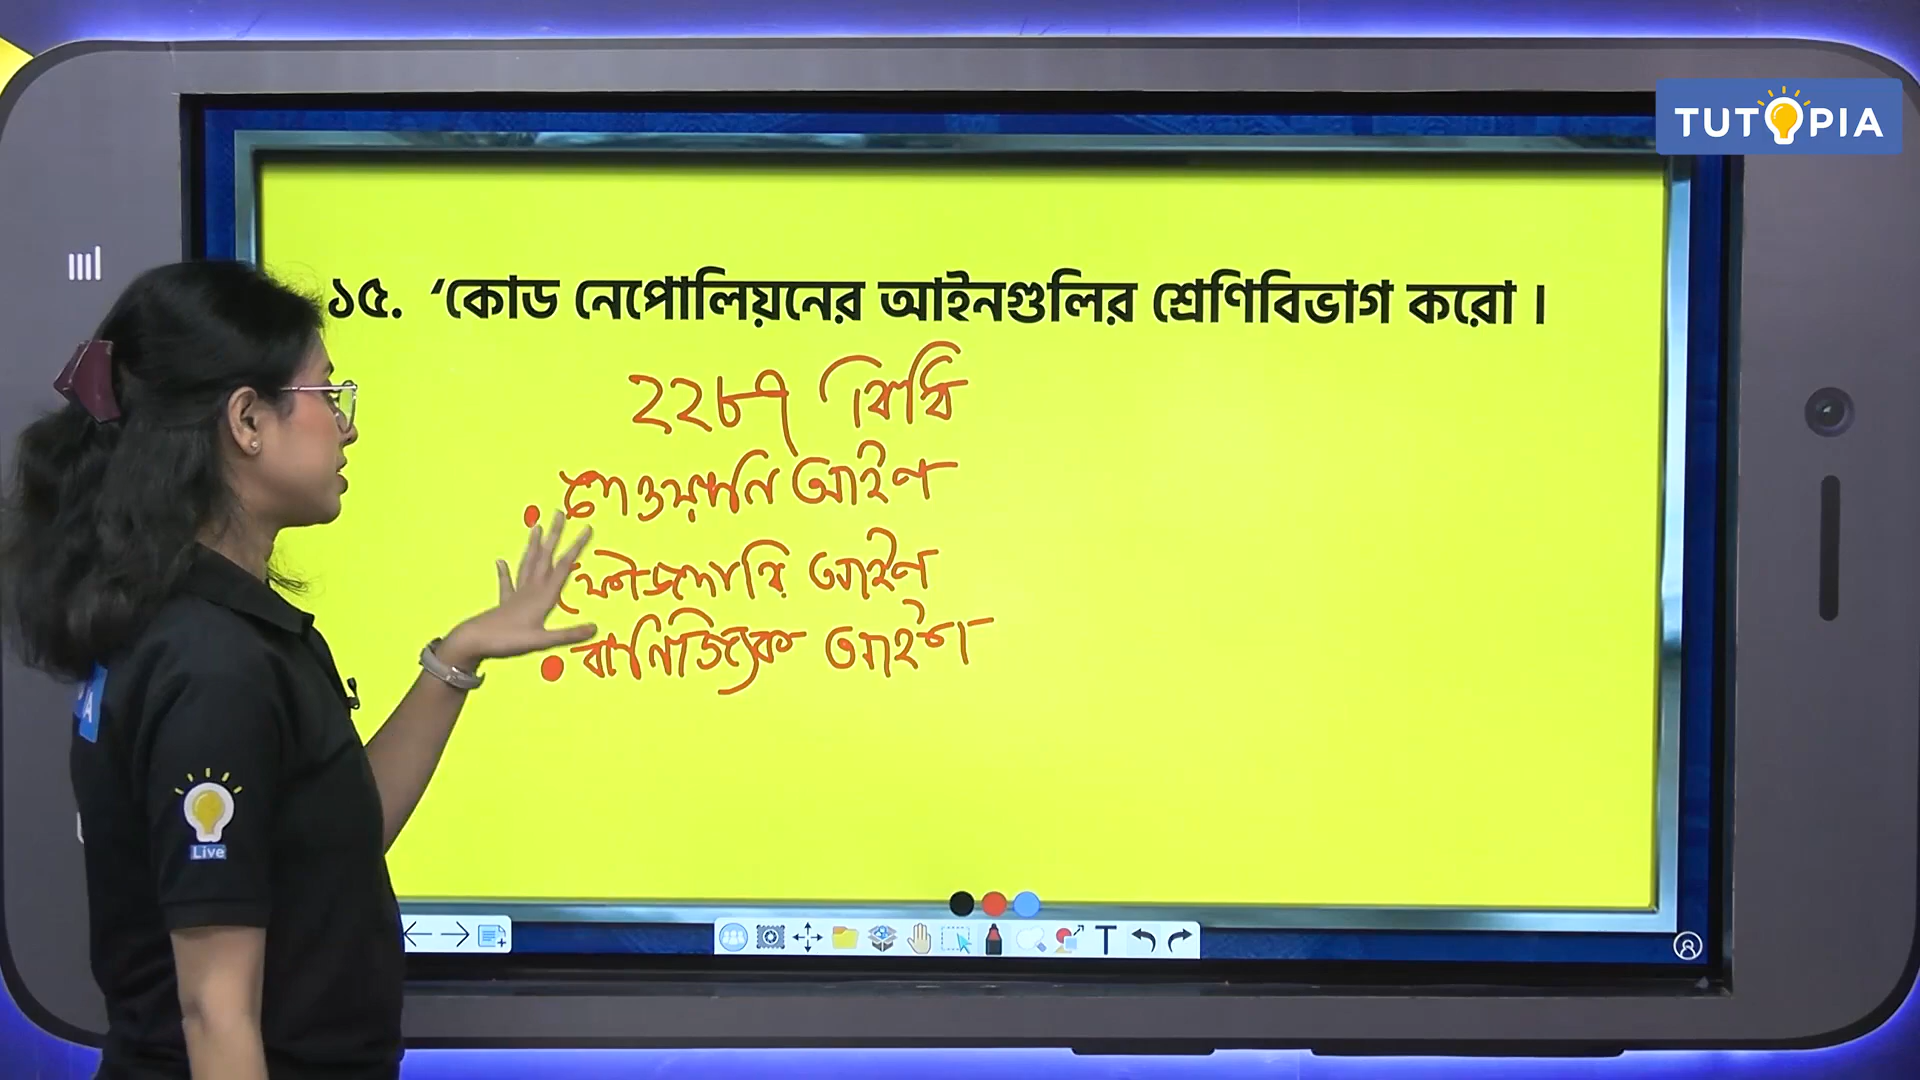 TUTOPIA
১৫. ‘কোড নেপোলিয়নের আইনগুলির শ্রেণিবিভাগ করো।
২২৮৭ বিধি
• দেওয়ানি আইন
ফৌজদারি আইন
• বাণিজ্যিক আইন
A
Live
T